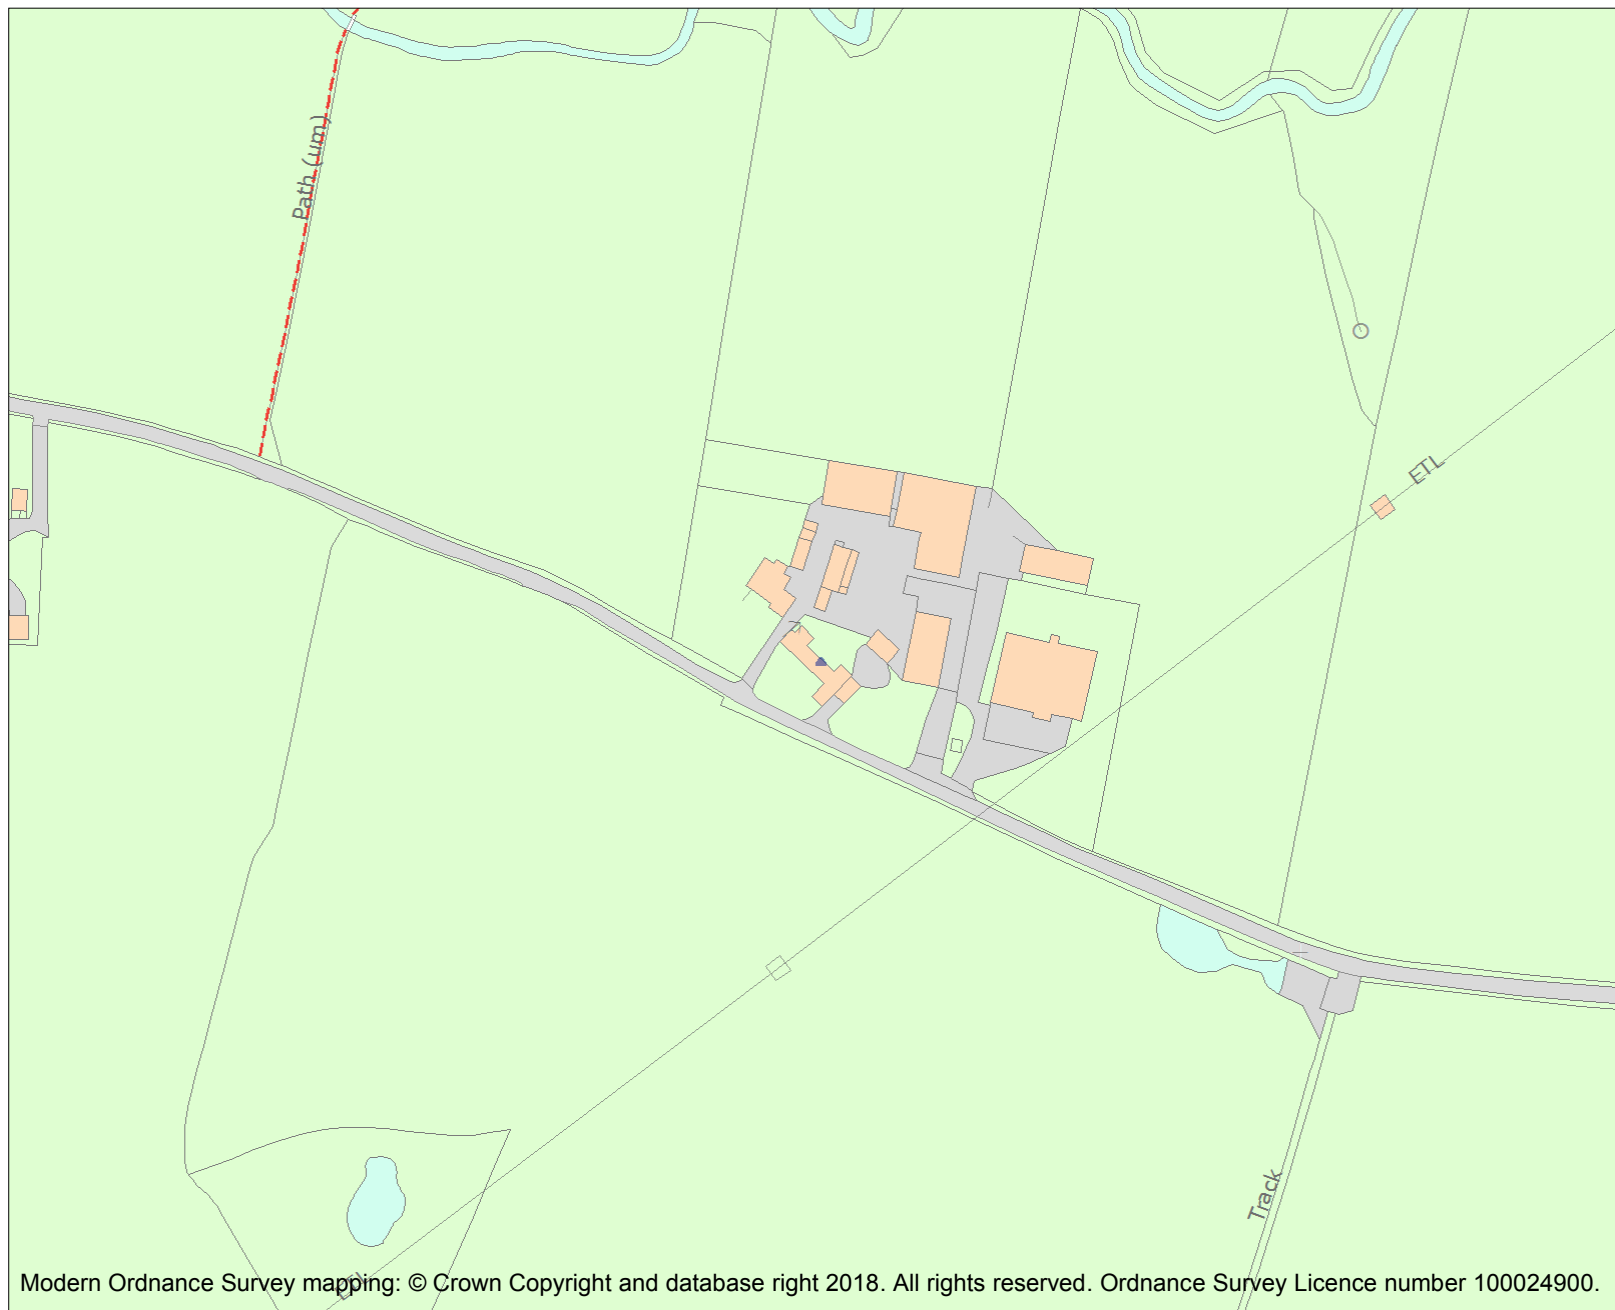 Path (um)
ETL
Track
ETL
Modern Ordnance Survey mapping: © Crown Copyright and database right 2018. All rights reserved. Ordnance Survey Licence number 100024900.